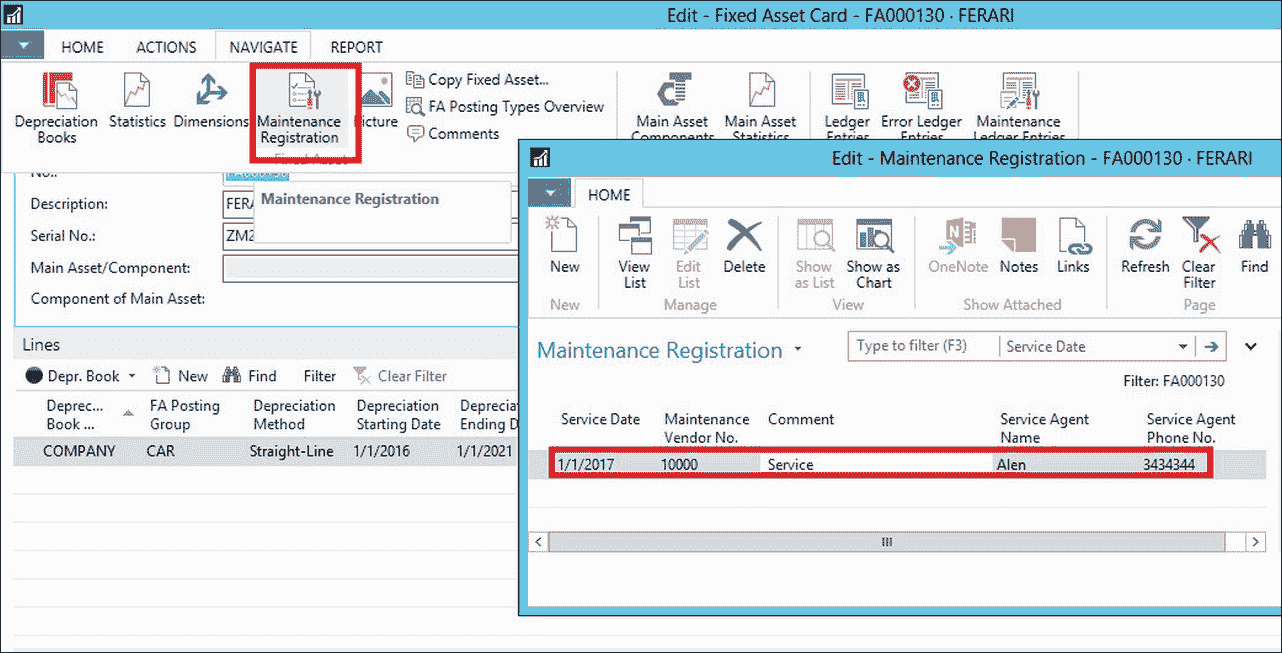 Edit - Fixed Asset Card - FA000130 · FERARI
HOME ACTIONS NAVIGATE REPORT
Depreciation Books
Statistics
Dimensions
Maintenance Registration
Picture
Copy Fixed Asset...
FA Posting Types Overview
Comments
Main Asset Components
Main Asset Statistics
Ledger Entries
Error Ledger Entries
Maintenance Ledger Entries
Fixed Asset
No.: FA000130
Maintenance Registration
Description: FERA
Serial No.: ZM2
Main Asset/Component:
Component of Main Asset:
Lines
Depr. Book New Find Filter Clear Filter
Deprec... Book ...
FA Posting Group
Depreciation Method
Depreciation Starting Date
Depreciat
Ending D
COMPANY CAR Straight-Line 1/1/2016 1/1/2021
Edit - Maintenance Registration - FA000130 · FERARI
HOME
New
View List
Edit List
Delete
Show as List
Show as Chart
OneNote
Notes
Links
Refresh
Clear Filter
Find
New Manage View Show Attached Page
Maintenance Registration
Type to filter (F3) Service Date
Filter: FA000130
Service Date
Maintenance Vendor No.
Comment
Service Agent Name
Service Agent Phone No.
1/1/2017 10000 Service Alen 3434344